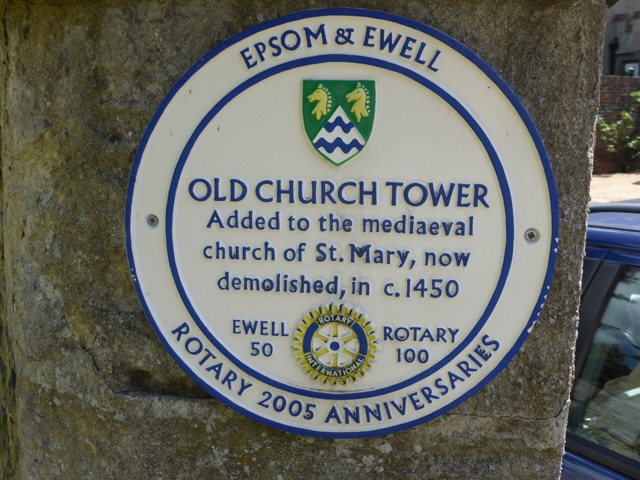 EPSOM & EWELL
OLD CHURCH TOWER
Added to the mediaeval
church of St. Mary, now
demolished, in c.1450
EWELL
50
ROTARY
INTERNATIONAL
ROTARY
100
ROTARY 2005 ANNIVERSARIES